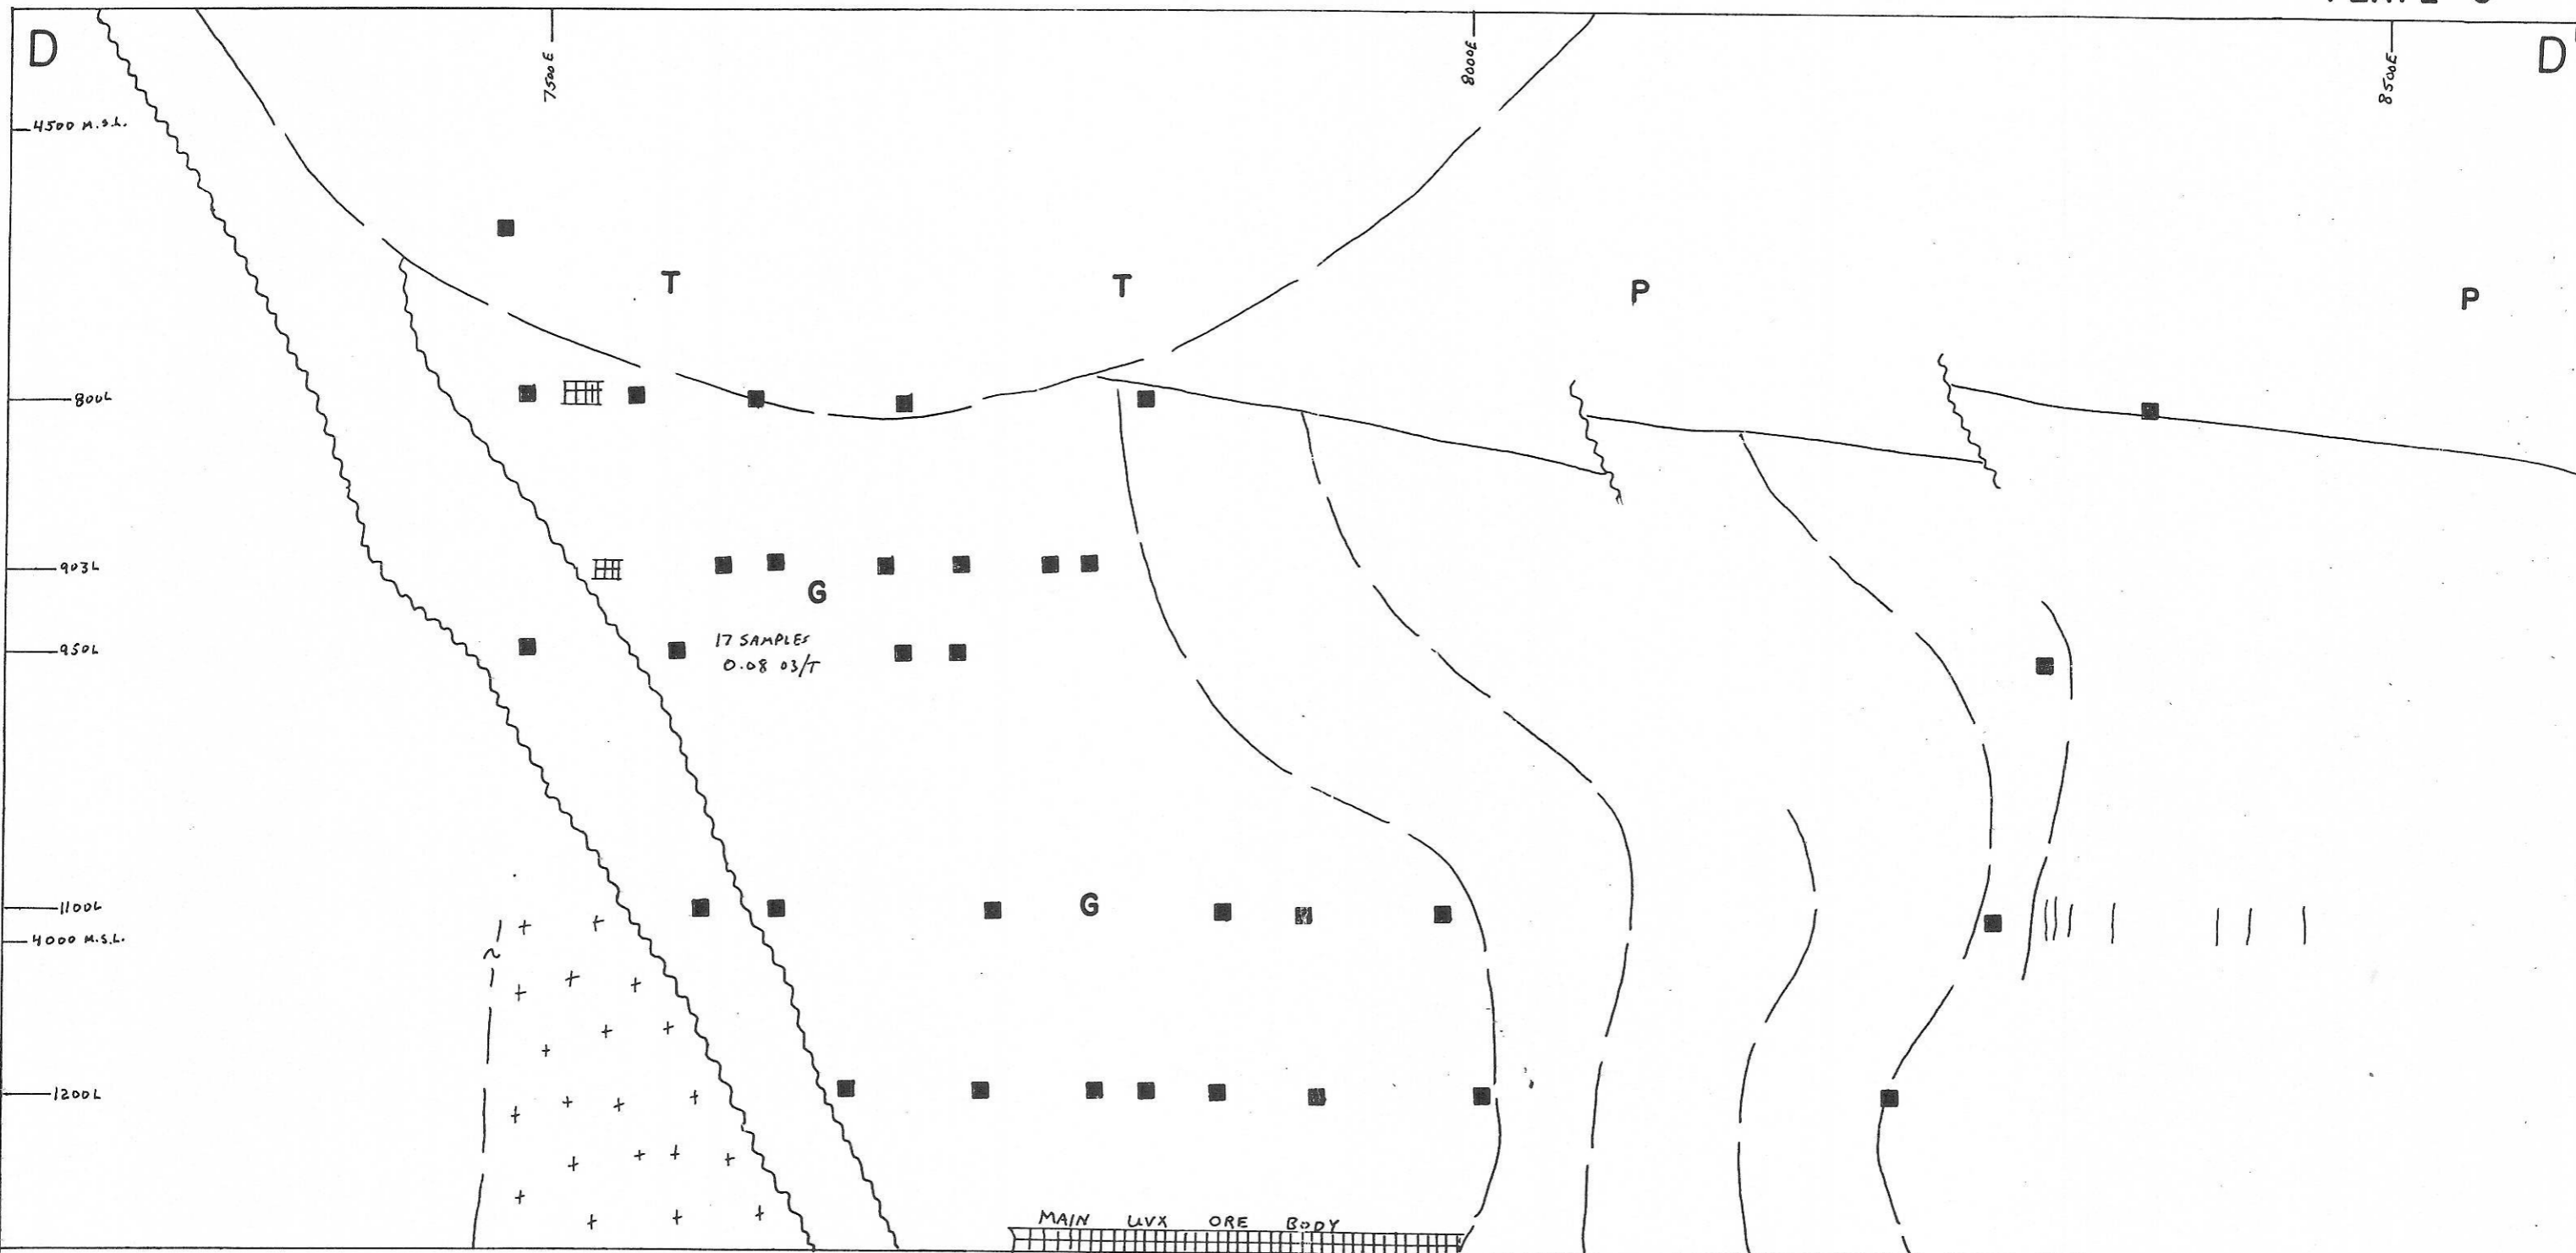 D
7500E
8000E
8500E
D'
4500 M.S.L.
T
T
P
P
800L
903L
G
950L
17 SAMPLES
0.08 oz/T
1100L
G
4000 M.S.L.
1200L
MAIN UVX ORE BODY